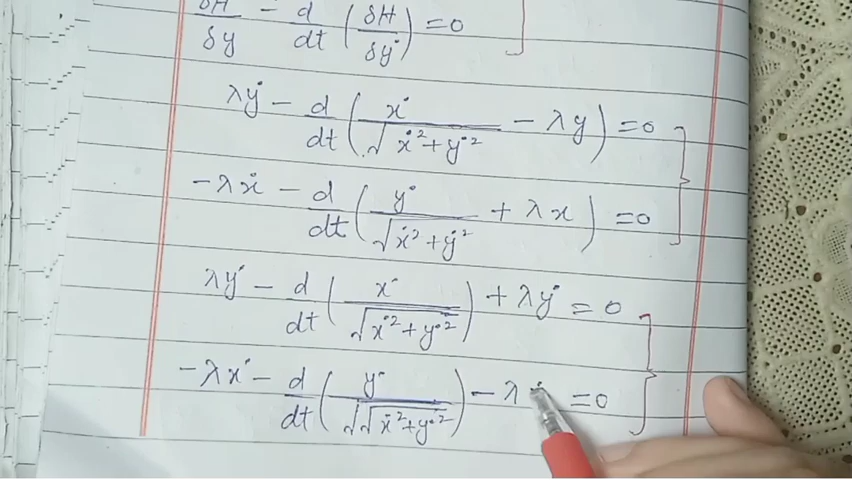 δH/δy - d/dt (δH/δẏ) = 0
λẏ - d/dt (ẋ/√(ẋ²+ẏ²) - λy) = 0
-λẋ - d/dt (ẏ/√(ẋ²+ẏ²) + λx) = 0
λẏ - d/dt (ẋ/√(ẋ²+ẏ²)) + λẏ = 0
-λẋ - d/dt (ẏ/√√(ẋ²+ẏ²)) - λ = 0